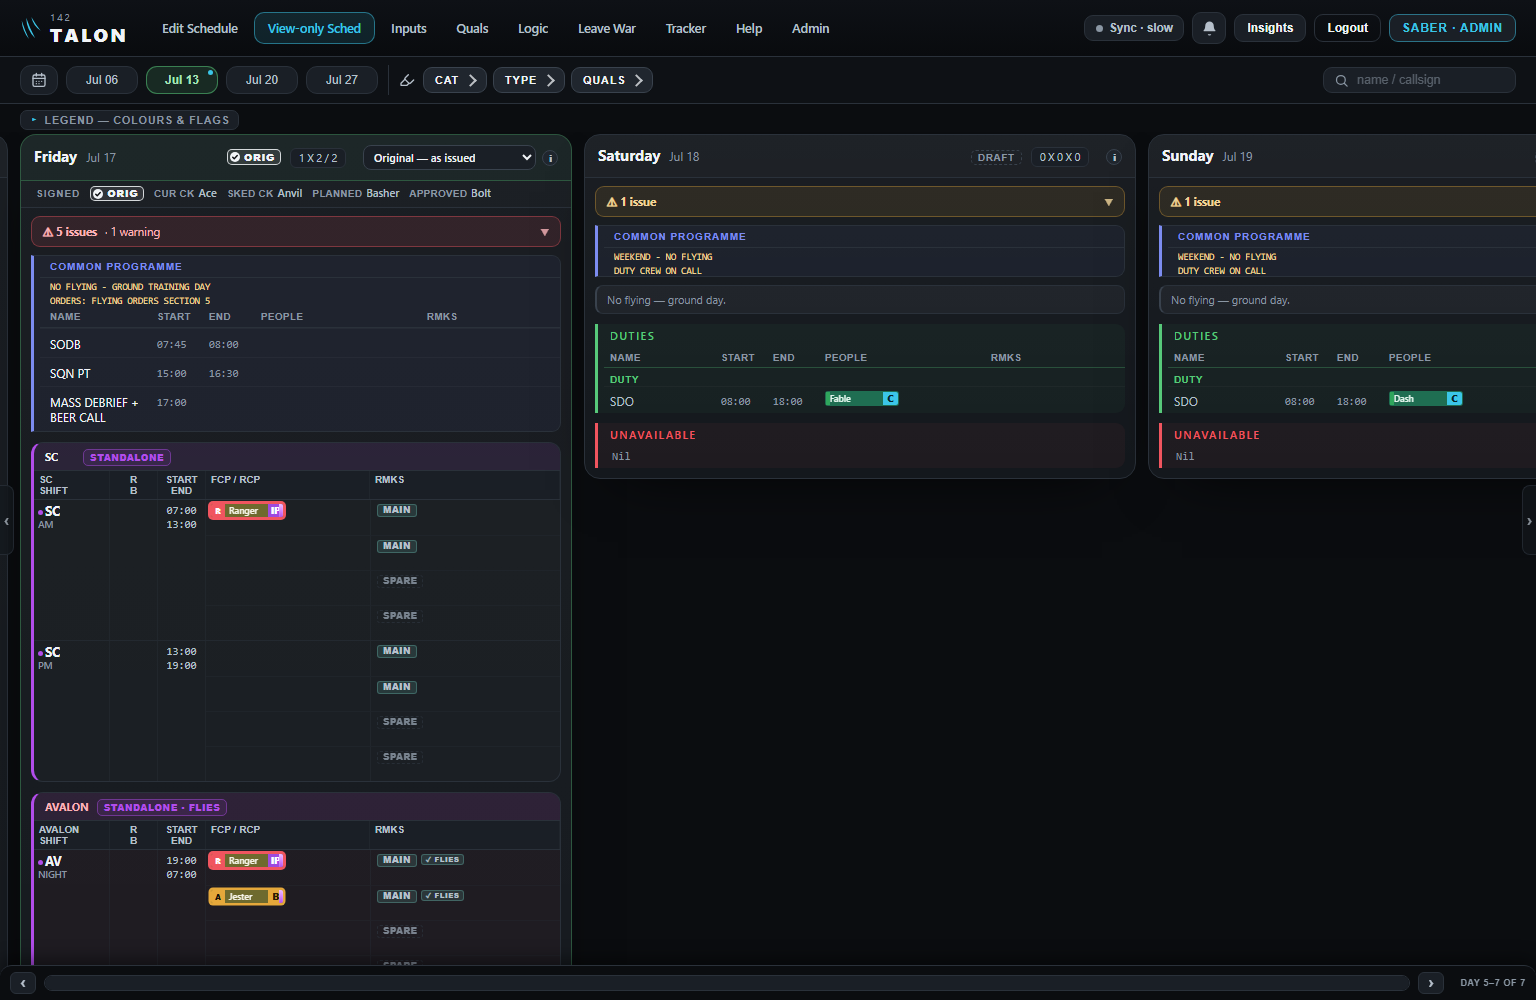 142
TALON
Edit Schedule
View-only Sched
Inputs
Quals
Logic
Leave War
Tracker
Help
Admin
Sync · slow
Insights
Logout
SABER · ADMIN
Jul 06
Jul 13
Jul 20
Jul 27
CAT
TYPE
QUALS
name / callsign
LEGEND — COLOURS & FLAGS
Friday Jul 17
ORIG
1 X 2 / 2
Original — as issued
i
SIGNED ORIG CUR CK Ace SKED CK Anvil PLANNED Basher APPROVED Bolt
5 issues · 1 warning
COMMON PROGRAMME
NO FLYING - GROUND TRAINING DAY
ORDERS: FLYING ORDERS SECTION 5
NAME START END PEOPLE RMKS
SODB 07:45 08:00
SQN PT 15:00 16:30
MASS DEBRIEF + 17:00
BEER CALL
SC STANDALONE
SC R START FCP / RCP RMKS
SHIFT B END
SC 07:00 R Ranger IP MAIN
AM 13:00
MAIN
SPARE
SPARE
SC 13:00 MAIN
PM 19:00
MAIN
SPARE
SPARE
AVALON STANDALONE · FLIES
AVALON R START FCP / RCP RMKS
SHIFT B END
AV 19:00 R Ranger IP MAIN ✓ FLIES
NIGHT 07:00
A Jester B MAIN ✓ FLIES
SPARE
SPARE
Saturday Jul 18
DRAFT
0 X 0 X 0
i
1 issue
COMMON PROGRAMME
WEEKEND - NO FLYING
DUTY CREW ON CALL
No flying — ground day.
DUTIES
NAME START END PEOPLE RMKS
DUTY
SDO 08:00 18:00 Fable C
UNAVAILABLE
Nil
Sunday Jul 19
1 issue
COMMON PROGRAMME
WEEKEND - NO FLYING
DUTY CREW ON CALL
No flying — ground day.
DUTIES
NAME START END PEOPLE
DUTY
SDO 08:00 18:00 Dash C
UNAVAILABLE
Nil
DAY 5–7 OF 7